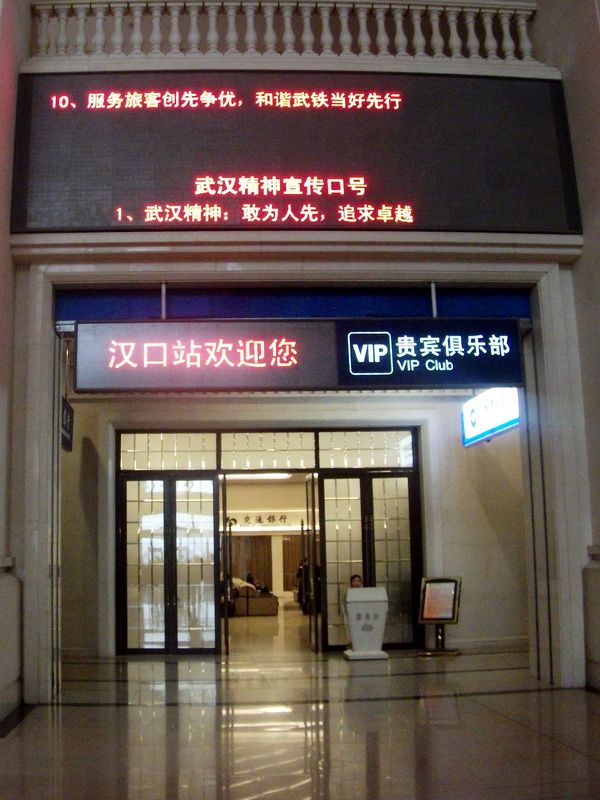 10、服务旅客创先争优，和谐武铁当好先行
武汉精神宣传口号
1、武汉精神：敢为人先，追求卓越
汉口站欢迎您
VIP 贵宾俱乐部
VIP Club
交通银行